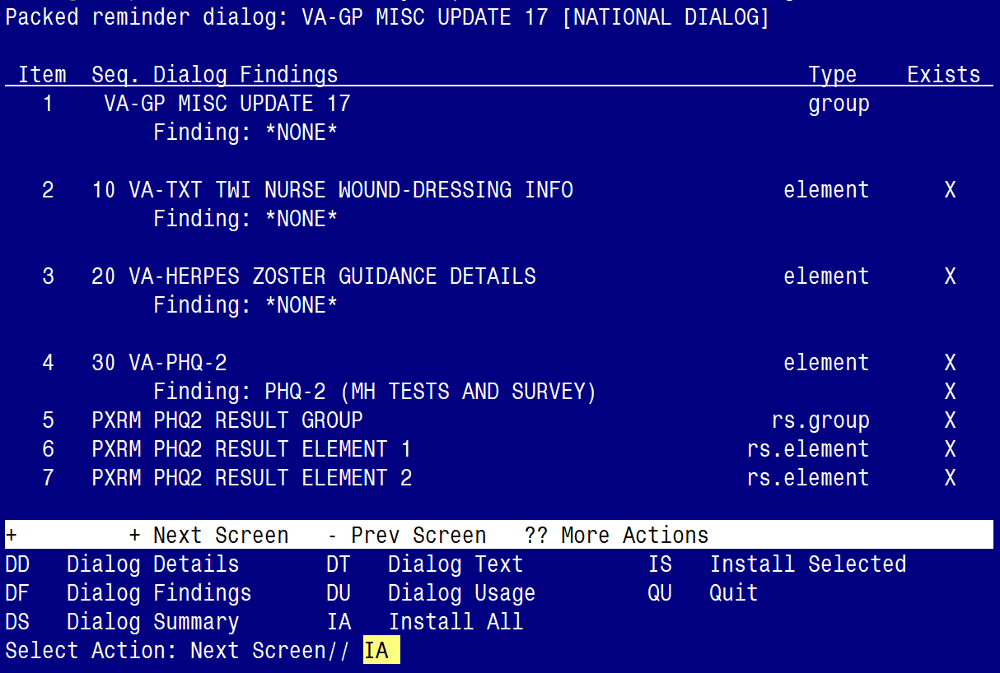 Packed reminder dialog: VA-GP MISC UPDATE 17 [NATIONAL DIALOG]
Item Seq. Dialog Findings Type Exists
1 VA-GP MISC UPDATE 17 group
Finding: *NONE*
2 10 VA-TXT TWI NURSE WOUND-DRESSING INFO element X
Finding: *NONE*
3 20 VA-HERPES ZOSTER GUIDANCE DETAILS element X
Finding: *NONE*
4 30 VA-PHQ-2 element X
Finding: PHQ-2 (MH TESTS AND SURVEY) X
5 PXRM PHQ2 RESULT GROUP rs.group X
6 PXRM PHQ2 RESULT ELEMENT 1 rs.element X
7 PXRM PHQ2 RESULT ELEMENT 2 rs.element X
+ + Next Screen - Prev Screen ?? More Actions
DD Dialog Details DT Dialog Text IS Install Selected
DF Dialog Findings DU Dialog Usage QU Quit
DS Dialog Summary IA Install All
Select Action: Next Screen// IA